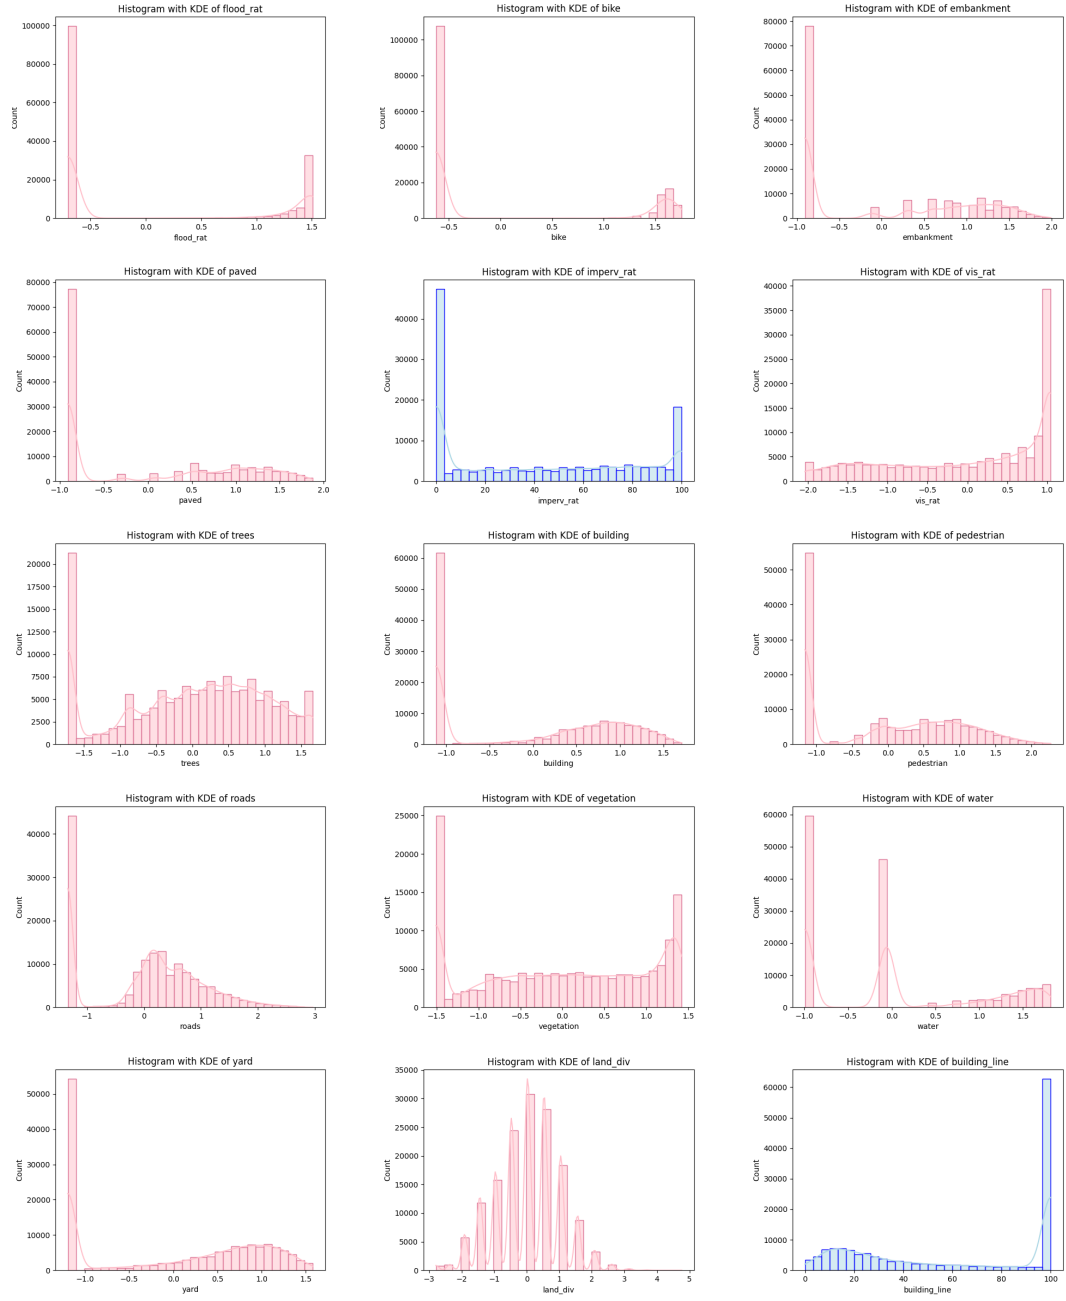 Histogram with KDE of flood_rat
100000
80000
60000
40000
20000
0
Count
−0.5 0.0 0.5 1.0 1.5
flood_rat
Histogram with KDE of bike
100000
80000
60000
40000
20000
0
Count
−0.5 0.0 0.5 1.0 1.5
bike
Histogram with KDE of embankment
80000
70000
60000
50000
40000
30000
20000
10000
0
Count
−1.0 −0.5 0.0 0.5 1.0 1.5 2.0
embankment
Histogram with KDE of paved
80000
70000
60000
50000
40000
30000
20000
10000
0
Count
−1.0 −0.5 0.0 0.5 1.0 1.5 2.0
paved
Histogram with KDE of imperv_rat
40000
30000
20000
10000
0
Count
0 20 40 60 80 100
imperv_rat
Histogram with KDE of vis_rat
40000
35000
30000
25000
20000
15000
10000
5000
0
Count
−2.0 −1.5 −1.0 −0.5 0.0 0.5 1.0
vis_rat
Histogram with KDE of trees
20000
17500
15000
12500
10000
7500
5000
2500
0
Count
−1.5 −1.0 −0.5 0.0 0.5 1.0 1.5
trees
Histogram with KDE of building
60000
50000
40000
30000
20000
10000
0
Count
−1.0 −0.5 0.0 0.5 1.0 1.5
building
Histogram with KDE of pedestrian
50000
40000
30000
20000
10000
0
Count
−1.0 −0.5 0.0 0.5 1.0 1.5 2.0
pedestrian
Histogram with KDE of roads
40000
30000
20000
10000
0
Count
−1 0 1 2 3
roads
Histogram with KDE of vegetation
25000
20000
15000
10000
5000
0
Count
−1.5 −1.0 −0.5 0.0 0.5 1.0 1.5
vegetation
Histogram with KDE of water
60000
50000
40000
30000
20000
10000
0
Count
−1.0 −0.5 0.0 0.5 1.0 1.5
water
Histogram with KDE of yard
50000
40000
30000
20000
10000
0
Count
−1.0 −0.5 0.0 0.5 1.0 1.5
yard
Histogram with KDE of land_div
35000
30000
25000
20000
15000
10000
5000
0
Count
−3 −2 −1 0 1 2 3 4 5
land_div
Histogram with KDE of building_line
60000
50000
40000
30000
20000
10000
0
Count
0 20 40 60 80 100
building_line